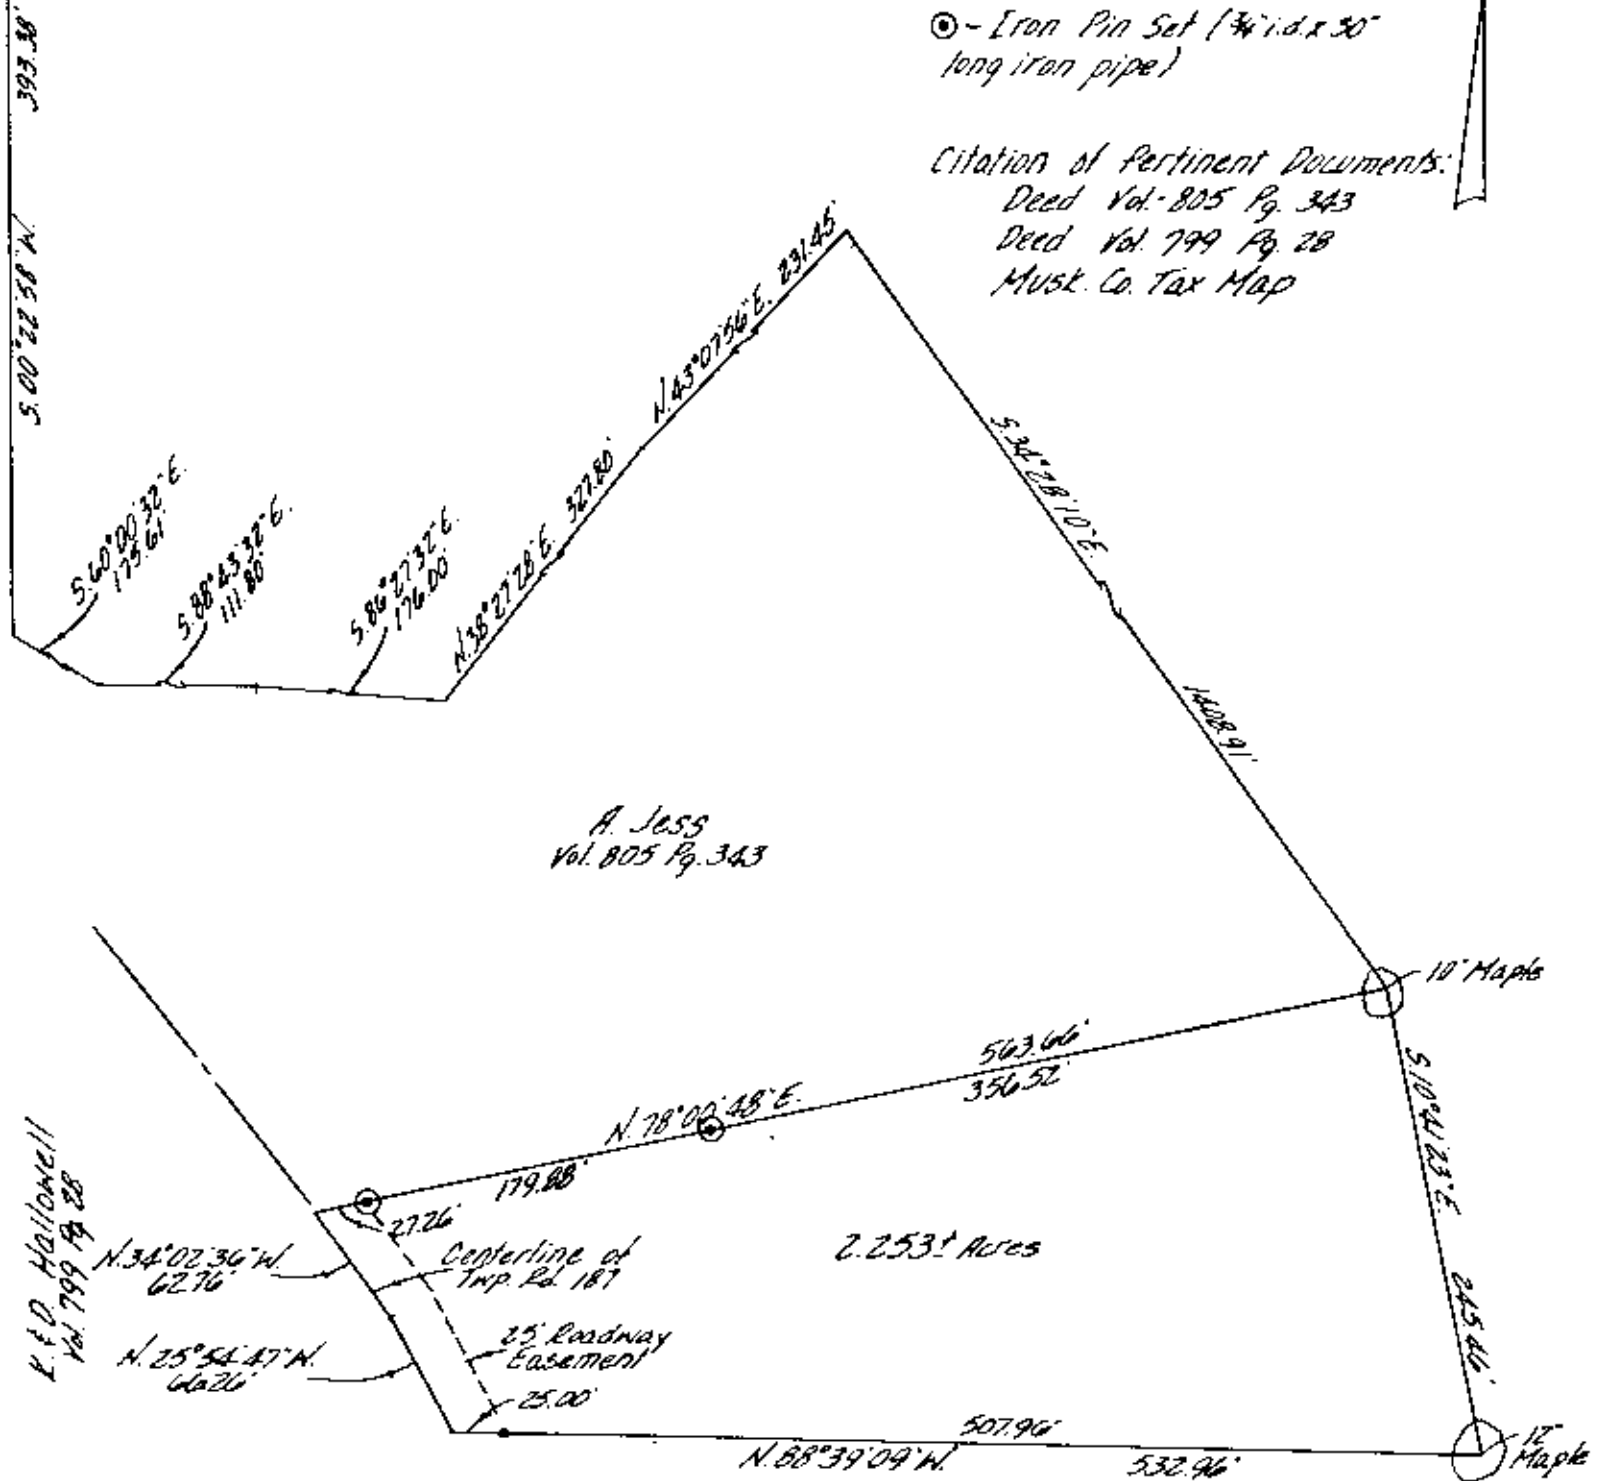 393.38'
S.00°22'58"W.
⊙ - Iron Pin Set (3/4" i.d. x 30"
long iron pipe)
Citation of Pertinent Documents:
Deed Vol. 805 Pg. 343
Deed Vol. 799 Pg. 28
Musk. Co. Tax Map
S.60°00'32"E.
175.61'
S.88°43'32"E.
111.80'
S.86°27'32"E.
176.00'
N.38°27'28"E. 327.80'
N.43°07'56"E. 231.45'
S.34°28'10"E.
1408.91'
A. Jess
Vol. 805 Pg. 343
10" Maple
563.66'
356.52'
N.78°00'48"E.
179.88'
27.26'
S.10°41'23"E. 245.66'
K. & D. Hallowell
Vol. 799 Pg 28
N.34°02'36"W.
62.76'
Centerline of
Twp. Rd. 187
2.253± Acres
N.25°54'47"W.
25' Roadway
Easement
25.00'
507.96'
N.88°39'09"W.
532.96'
12"
Maple